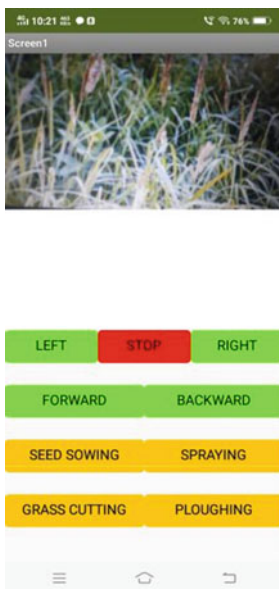 10:21
76%
Screen1
LEFT STOP RIGHT
FORWARD BACKWARD
SEED SOWING SPRAYING
GRASS CUTTING PLOUGHING